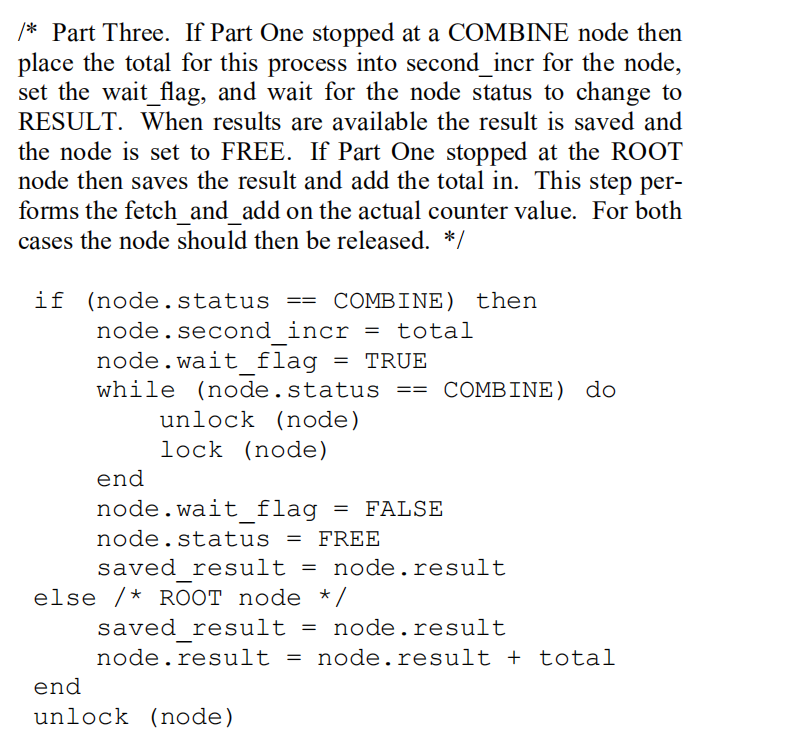 /* Part Three. If Part One stopped at a COMBINE node then
place the total for this process into second_incr for the node,
set the wait_flag, and wait for the node status to change to
RESULT. When results are available the result is saved and
the node is set to FREE. If Part One stopped at the ROOT
node then saves the result and add the total in. This step per-
forms the fetch_and_add on the actual counter value. For both
cases the node should then be released. */
if (node.status == COMBINE) then
    node.second_incr = total
    node.wait_flag = TRUE
    while (node.status == COMBINE) do
        unlock (node)
        lock (node)
    end
    node.wait_flag = FALSE
    node.status = FREE
    saved_result = node.result
else /* ROOT node */
    saved_result = node.result
    node.result = node.result + total
end
unlock (node)